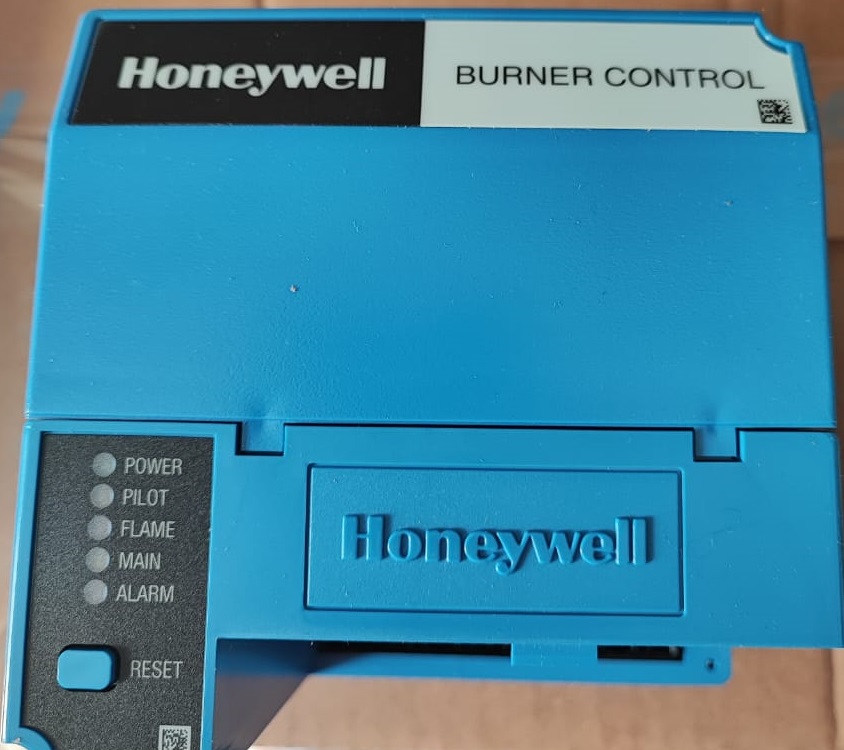 Honeywell
BURNER CONTROL
POWER
PILOT
FLAME
MAIN
ALARM
RESET
Honeywell